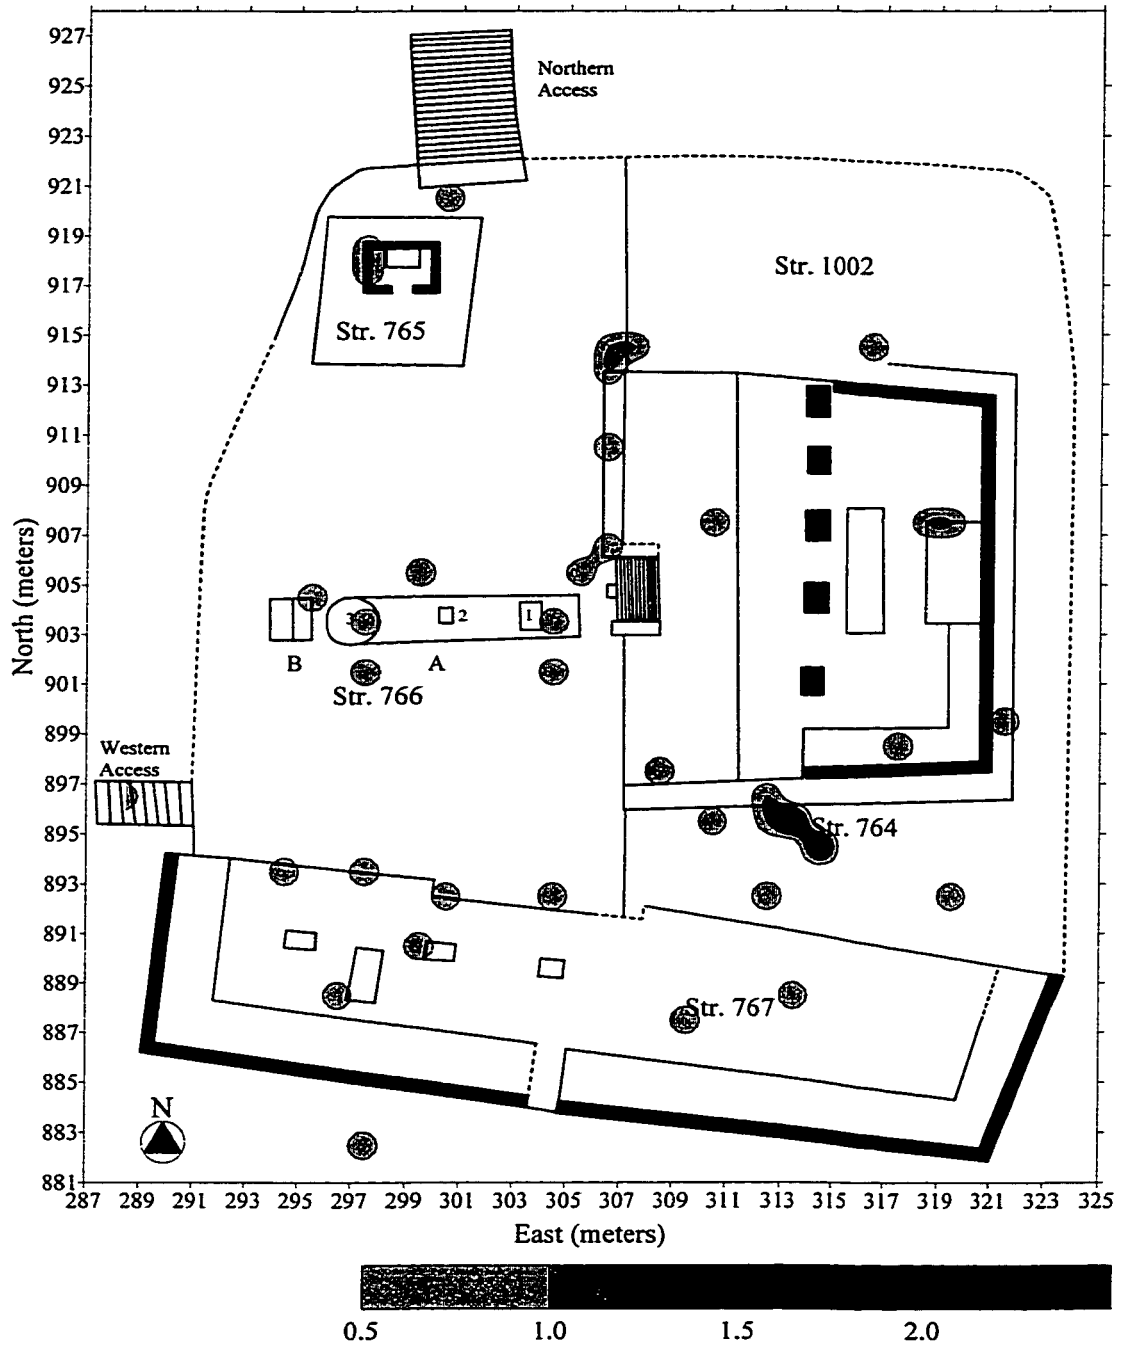 927
Northern
Access
925
923
921
919
Str. 1002
917
Str. 765
915
913
911
909
907
905
3
2
1
903
B
A
Str. 766
901
899
Western
Access
897
Str. 764
895
893
891
889
Str. 767
887
885
N
883
881
North (meters)
287 289 291 293 295 297 299 301 303 305 307 309 311 313 315 317 319 321 323 325
East (meters)
0.5 1.0 1.5 2.0